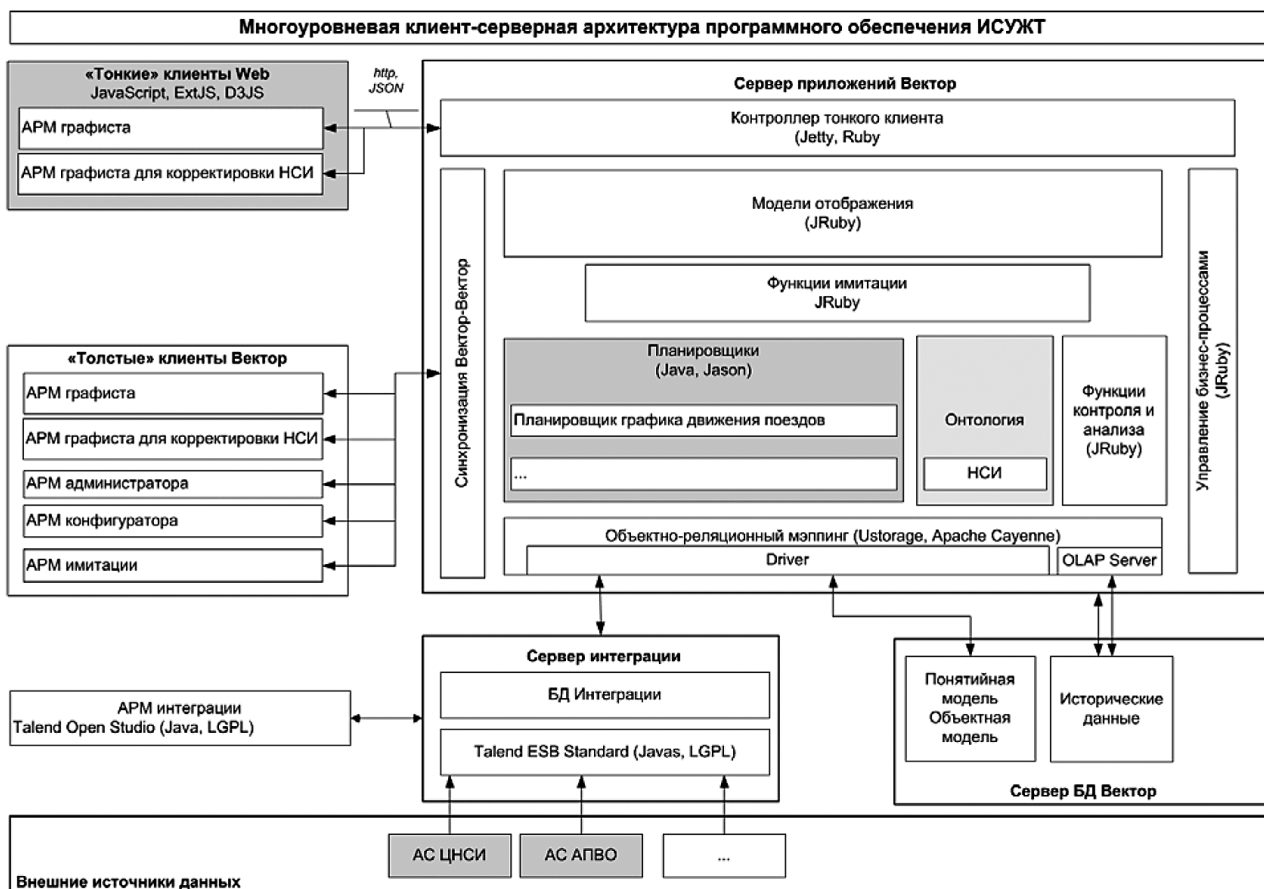 Многоуровневая клиент-серверная архитектура программного обеспечения ИСУЖТ
«Тонкие» клиенты Web
JavaScript, ExtJS, D3JS
АРМ графиста
АРМ графиста для корректировки НСИ
http,
JSON
Сервер приложений Вектор
Контроллер тонкого клиента
(Jetty, Ruby
Синхронизация Вектор-Вектор
Модели отображения
(JRuby)
Функции имитации
JRuby
Планировщики
(Java, Jason)
Планировщик графика движения поездов
...
Онтология
НСИ
Функции
контроля и
анализа
(JRuby)
Управление бизнес-процессами
(JRuby)
Объектно-реляционный мэппинг (Ustorage, Apache Cayenne)
Driver
OLAP Server
«Толстые» клиенты Вектор
АРМ графиста
АРМ графиста для корректировки НСИ
АРМ администратора
АРМ конфигуратора
АРМ имитации
Сервер интеграции
БД Интеграции
Talend ESB Standard (Javas, LGPL)
АРМ интеграции
Talend Open Studio (Java, LGPL)
Понятийная
модель
Объектная
модель
Исторические
данные
Сервер БД Вектор
АС ЦНСИ
АС АПВО
...
Внешние источники данных